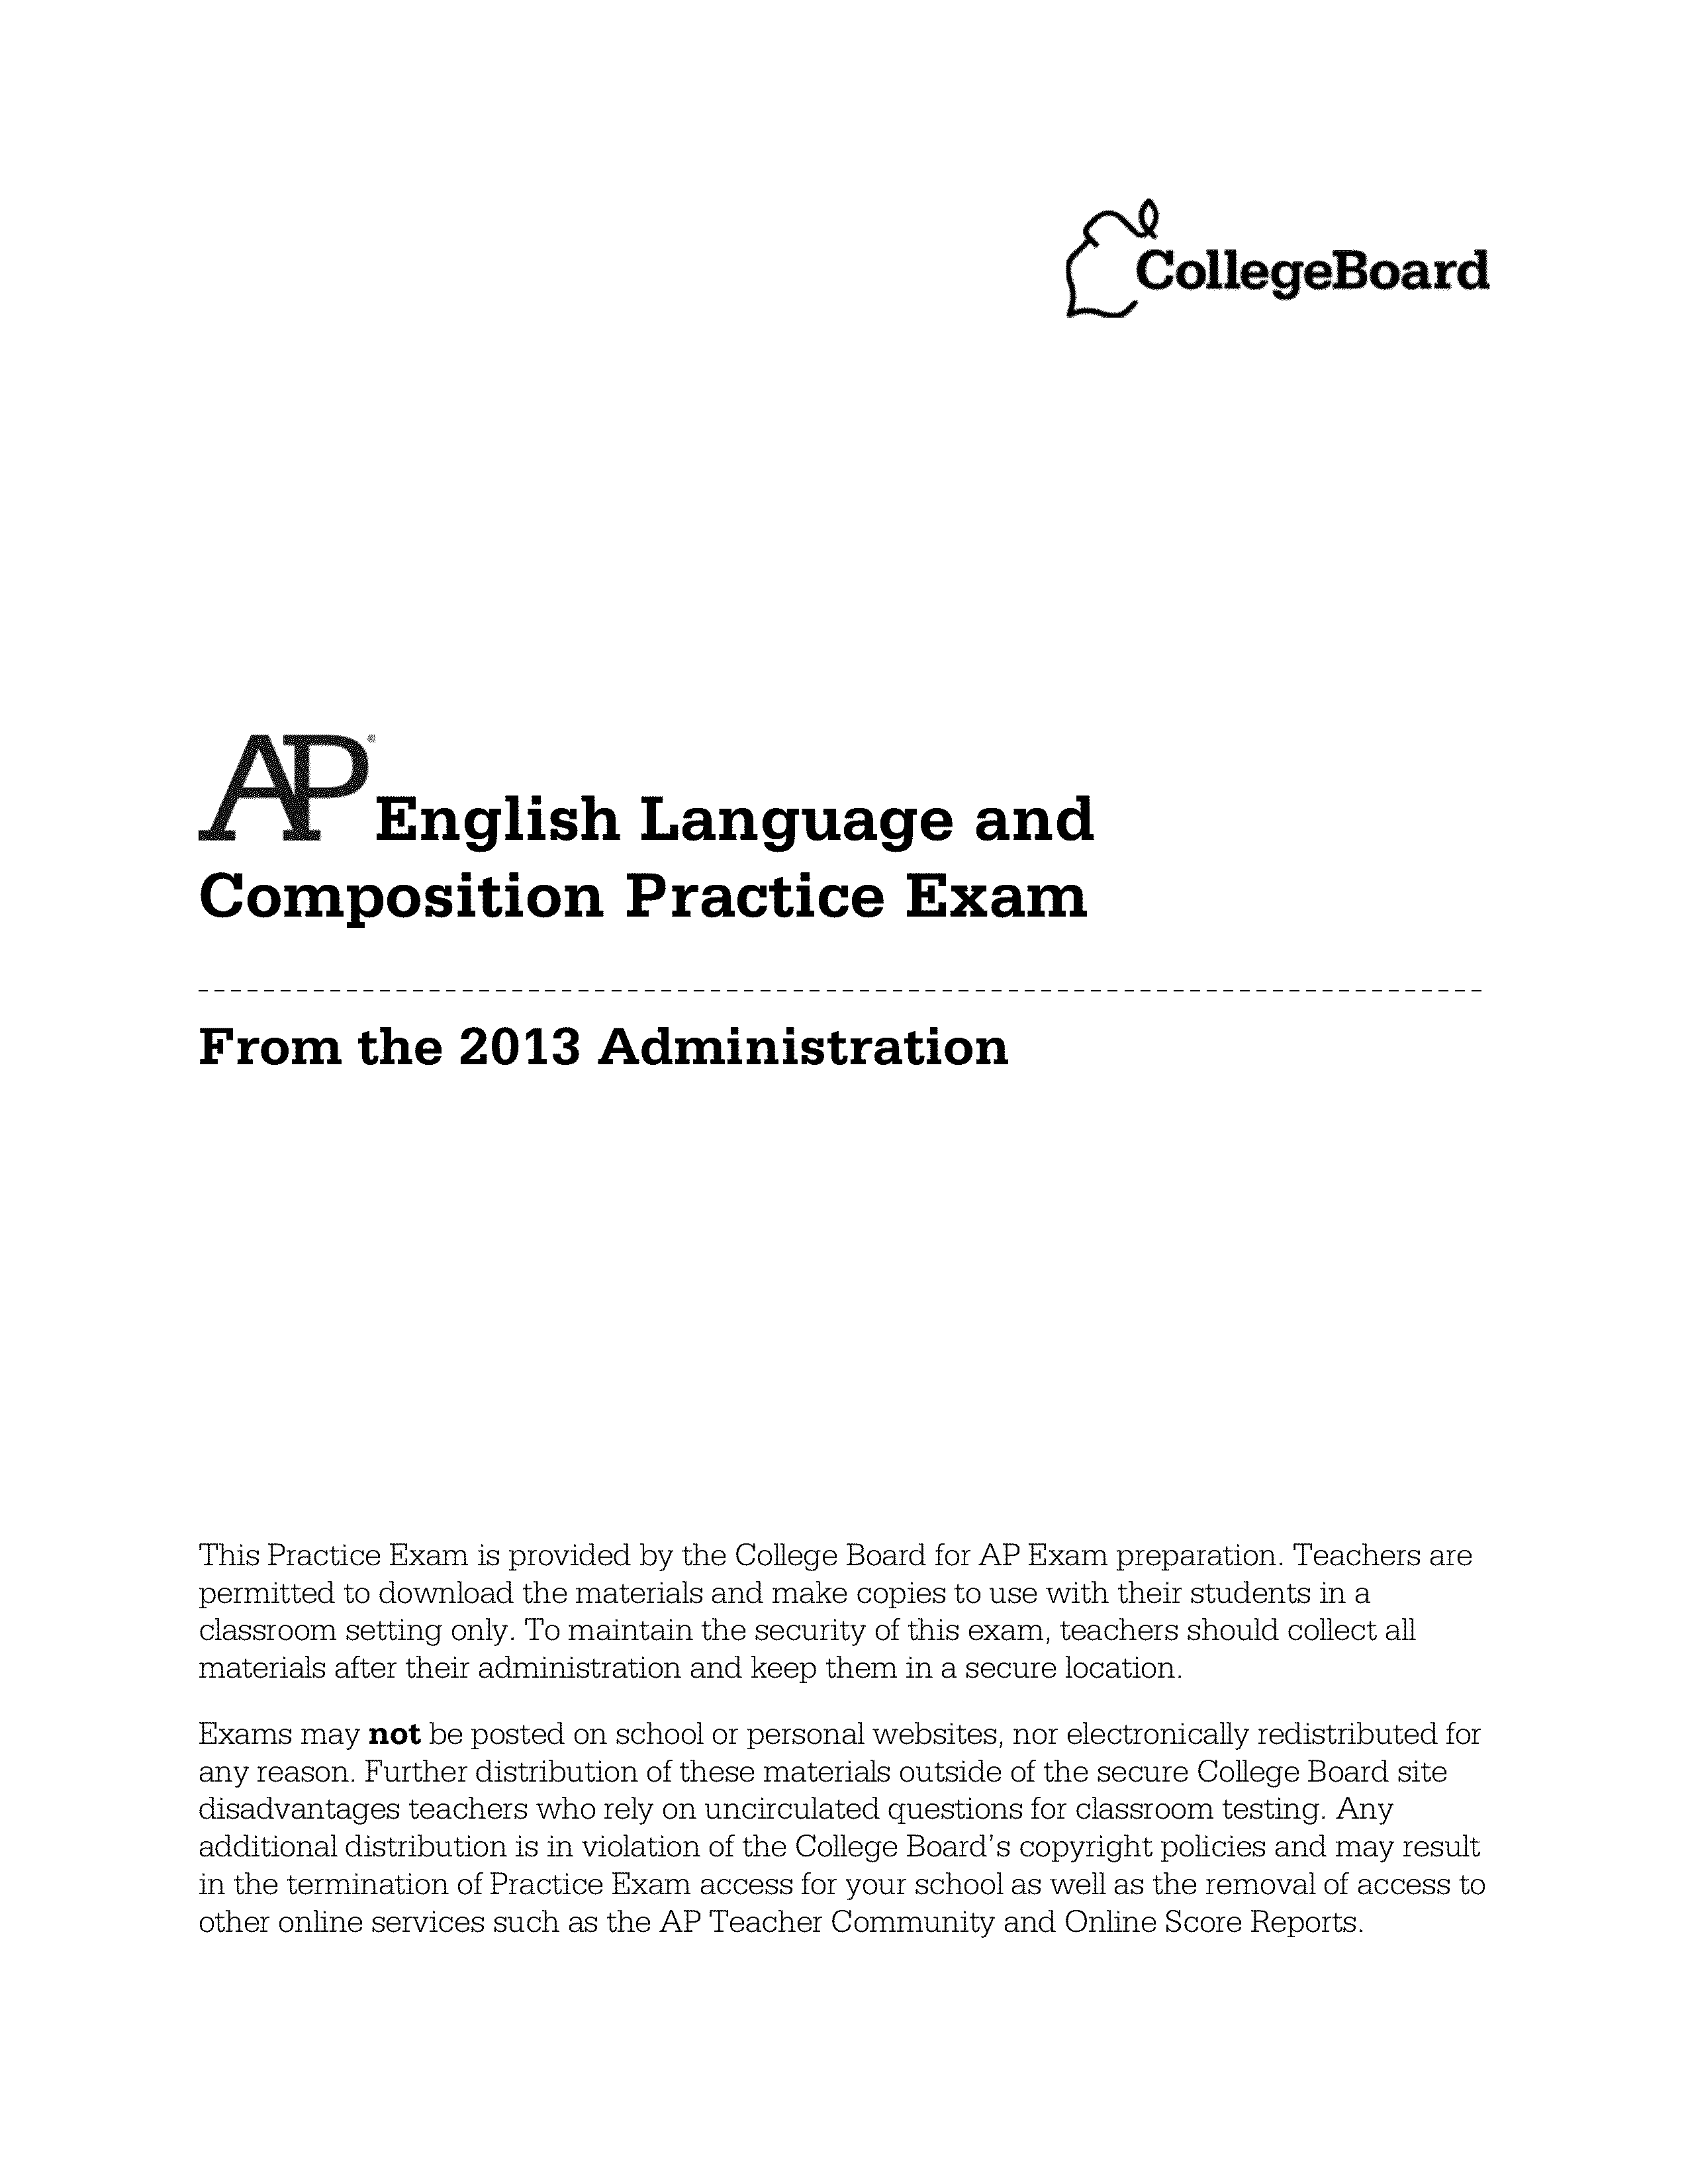 CollegeBoard
AP® English Language and
Composition Practice Exam
From the 2013 Administration
This Practice Exam is provided by the College Board for AP Exam preparation. Teachers are
permitted to download the materials and make copies to use with their students in a
classroom setting only. To maintain the security of this exam, teachers should collect all
materials after their administration and keep them in a secure location.
Exams may not be posted on school or personal websites, nor electronically redistributed for
any reason. Further distribution of these materials outside of the secure College Board site
disadvantages teachers who rely on uncirculated questions for classroom testing. Any
additional distribution is in violation of the College Board's copyright policies and may result
in the termination of Practice Exam access for your school as well as the removal of access to
other online services such as the AP Teacher Community and Online Score Reports.